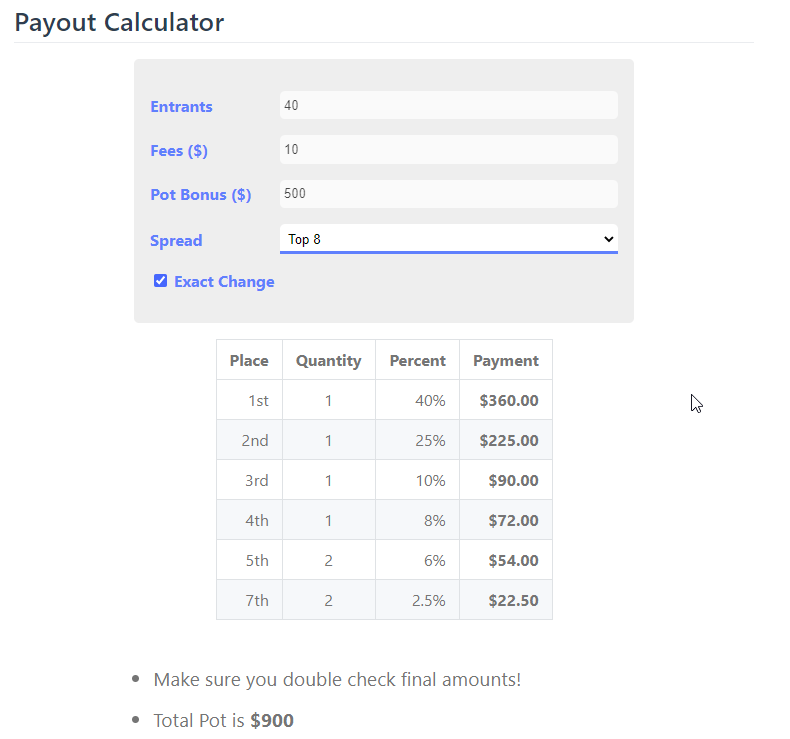 Payout Calculator
Entrants 40
Fees ($) 10
Pot Bonus ($) 500
Spread Top 8
Exact Change
Place Quantity Percent Payment
1st 1 40% $360.00
2nd 1 25% $225.00
3rd 1 10% $90.00
4th 1 8% $72.00
5th 2 6% $54.00
7th 2 2.5% $22.50
Make sure you double check final amounts!
Total Pot is $900